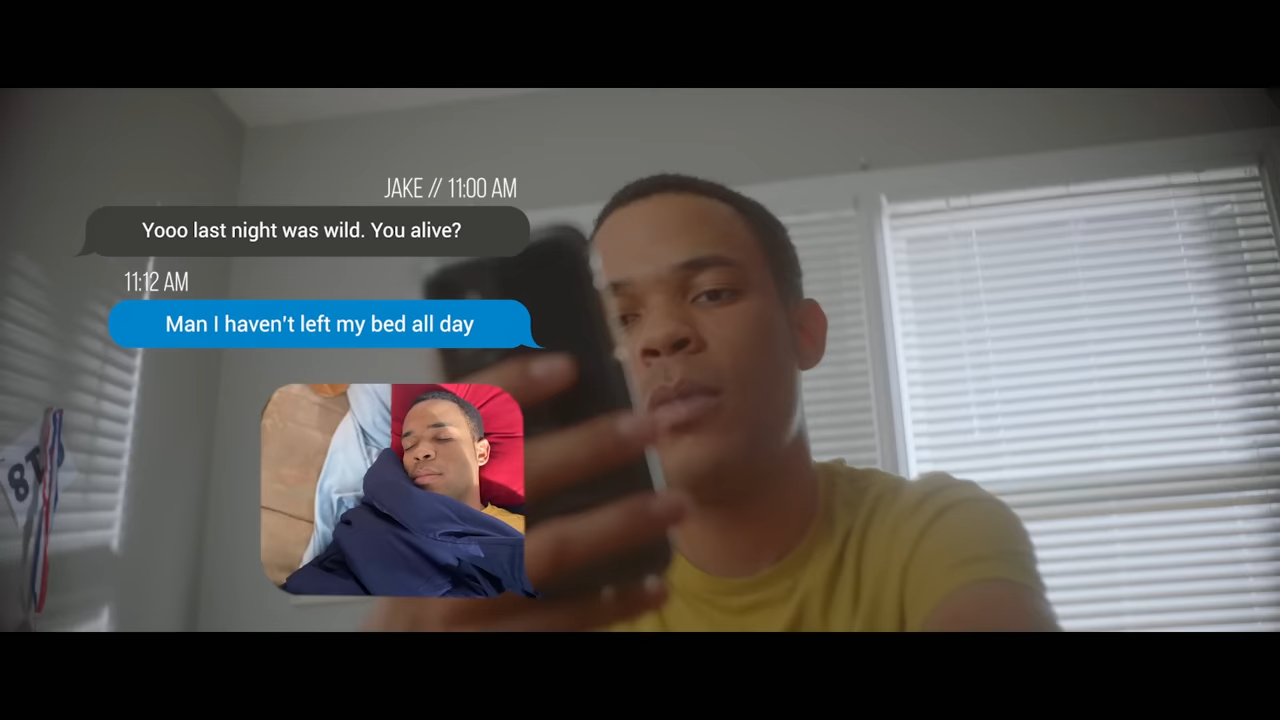 JAKE // 11:00 AM
Yooo last night was wild. You alive?
11:12 AM
Man I haven't left my bed all day